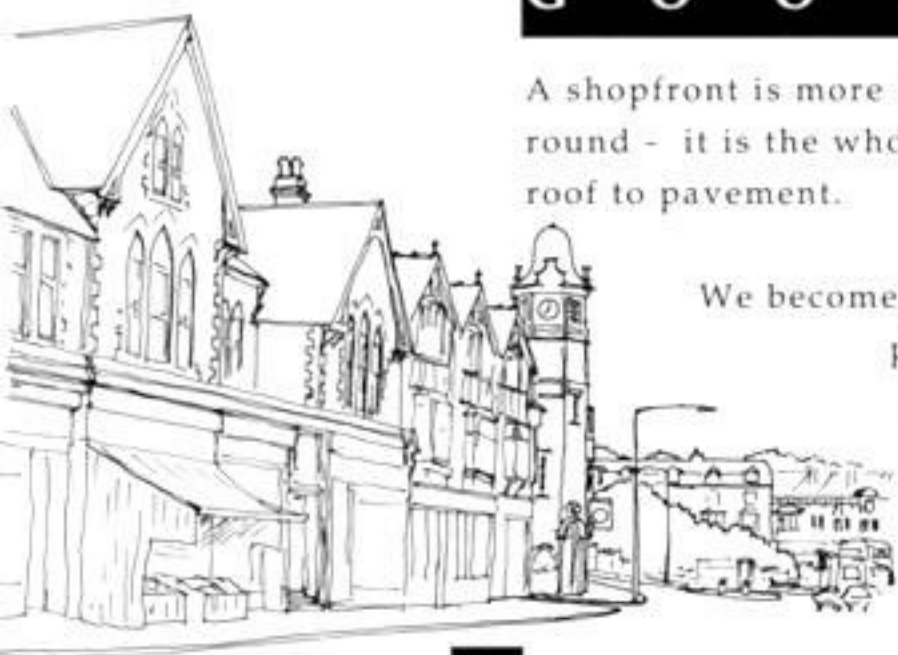 A shopfront is more
round - it is the who
roof to pavement.
We become